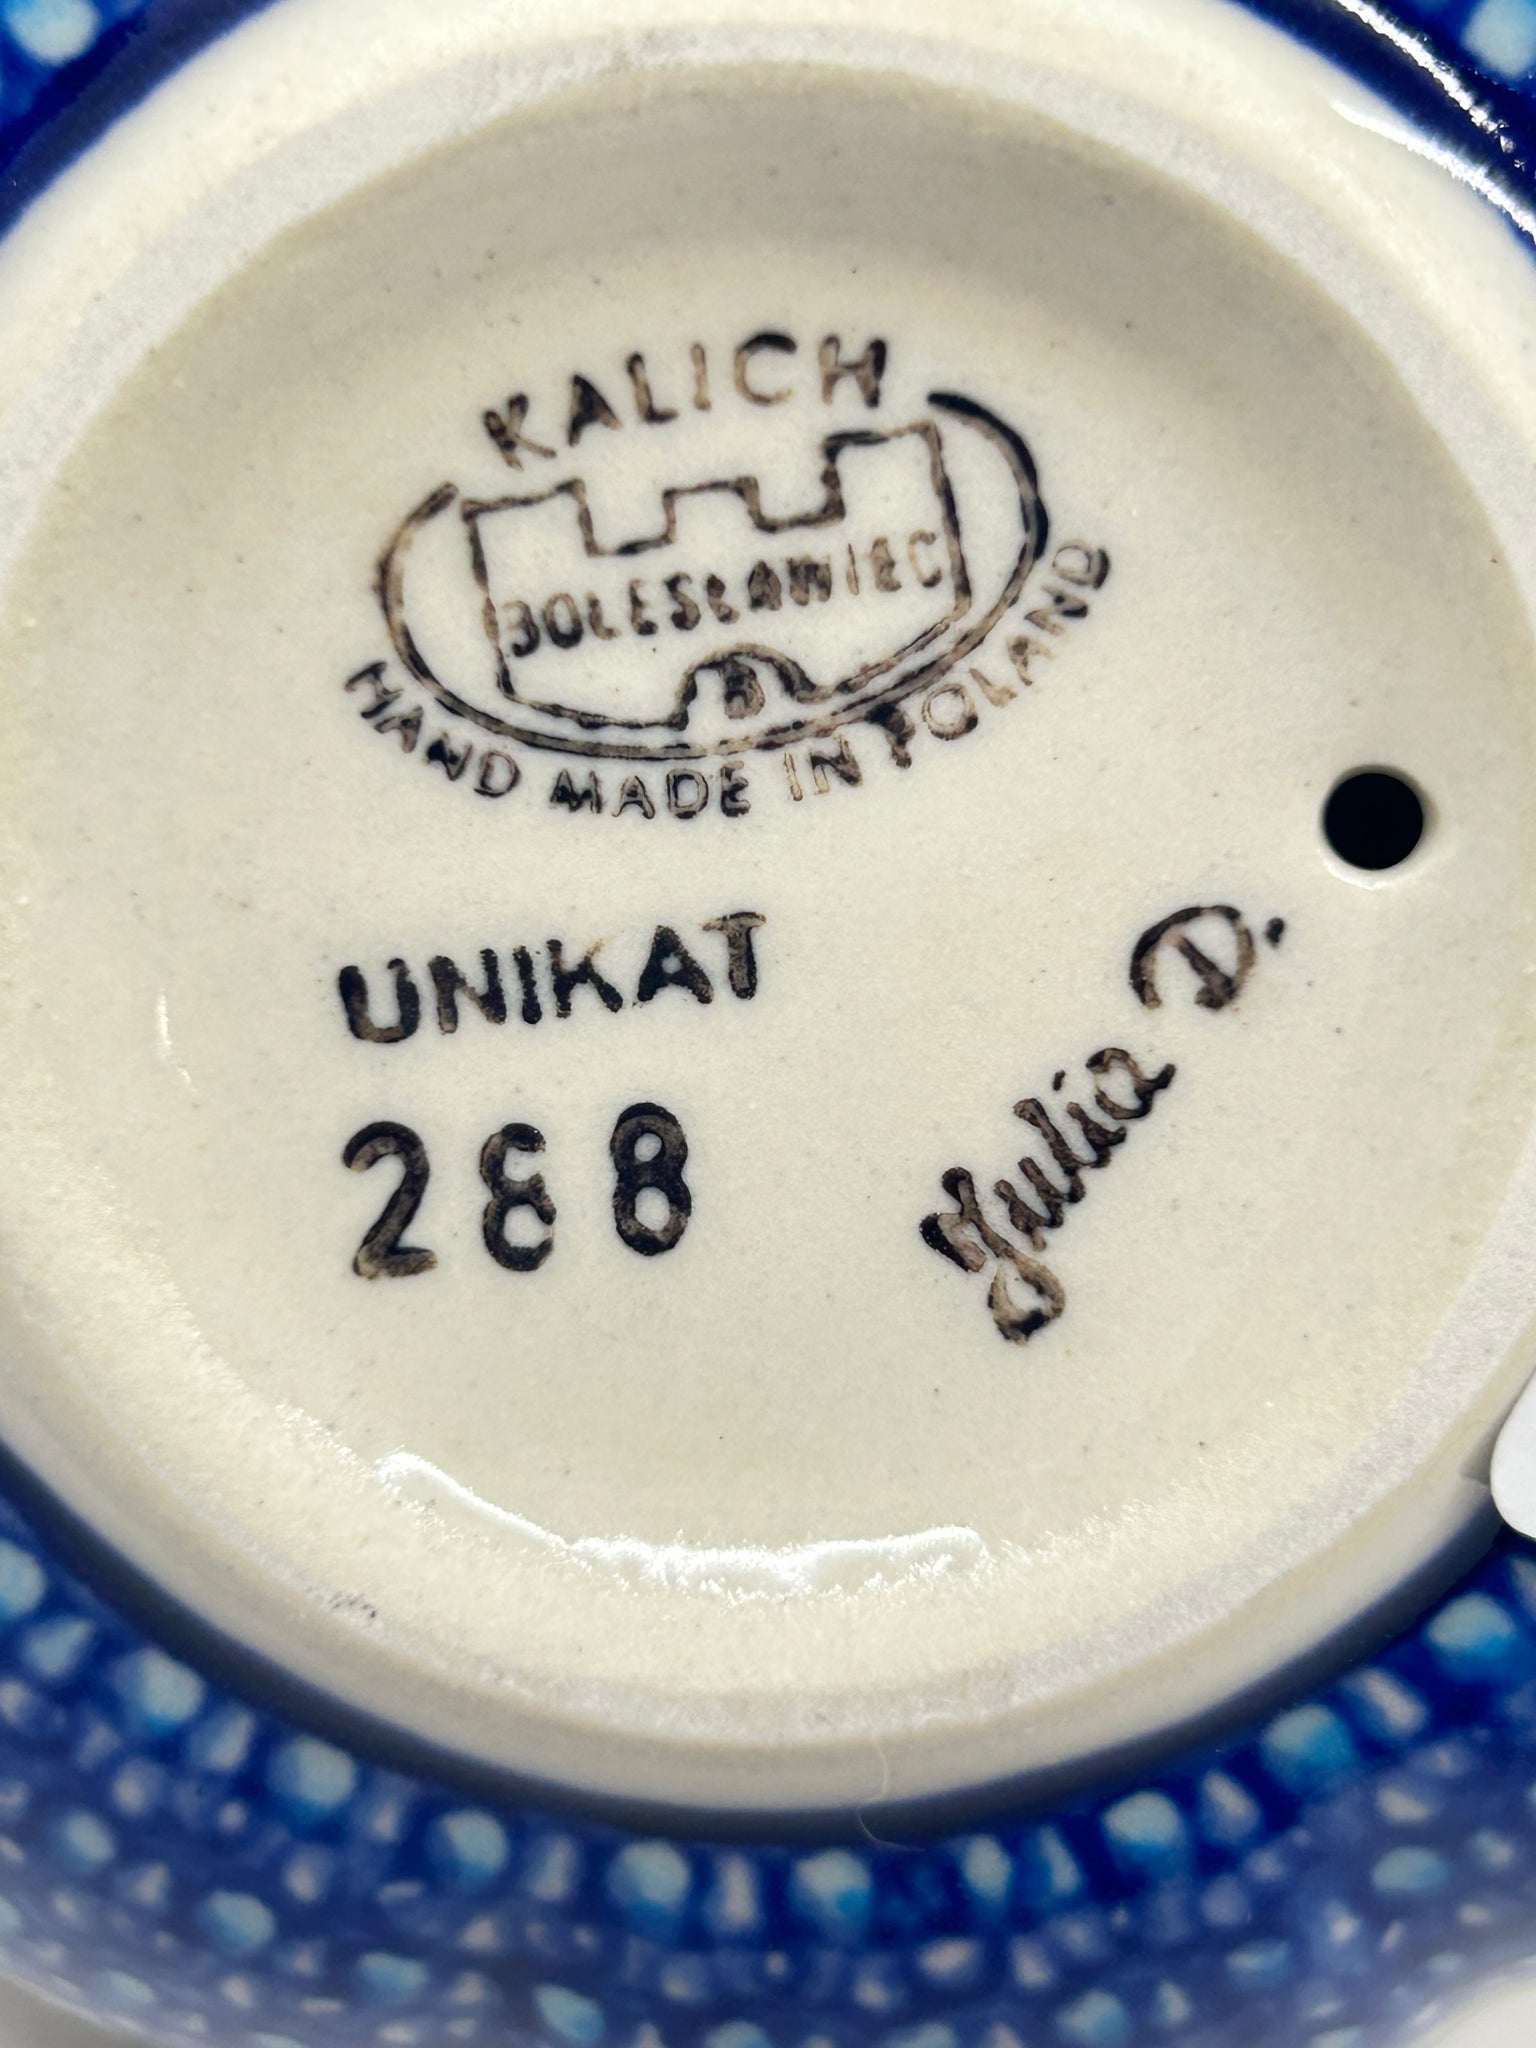 KALICH
BOLESŁAWIEC
B
HAND MADE IN POLAND
UNIKAT
288
Julia D.